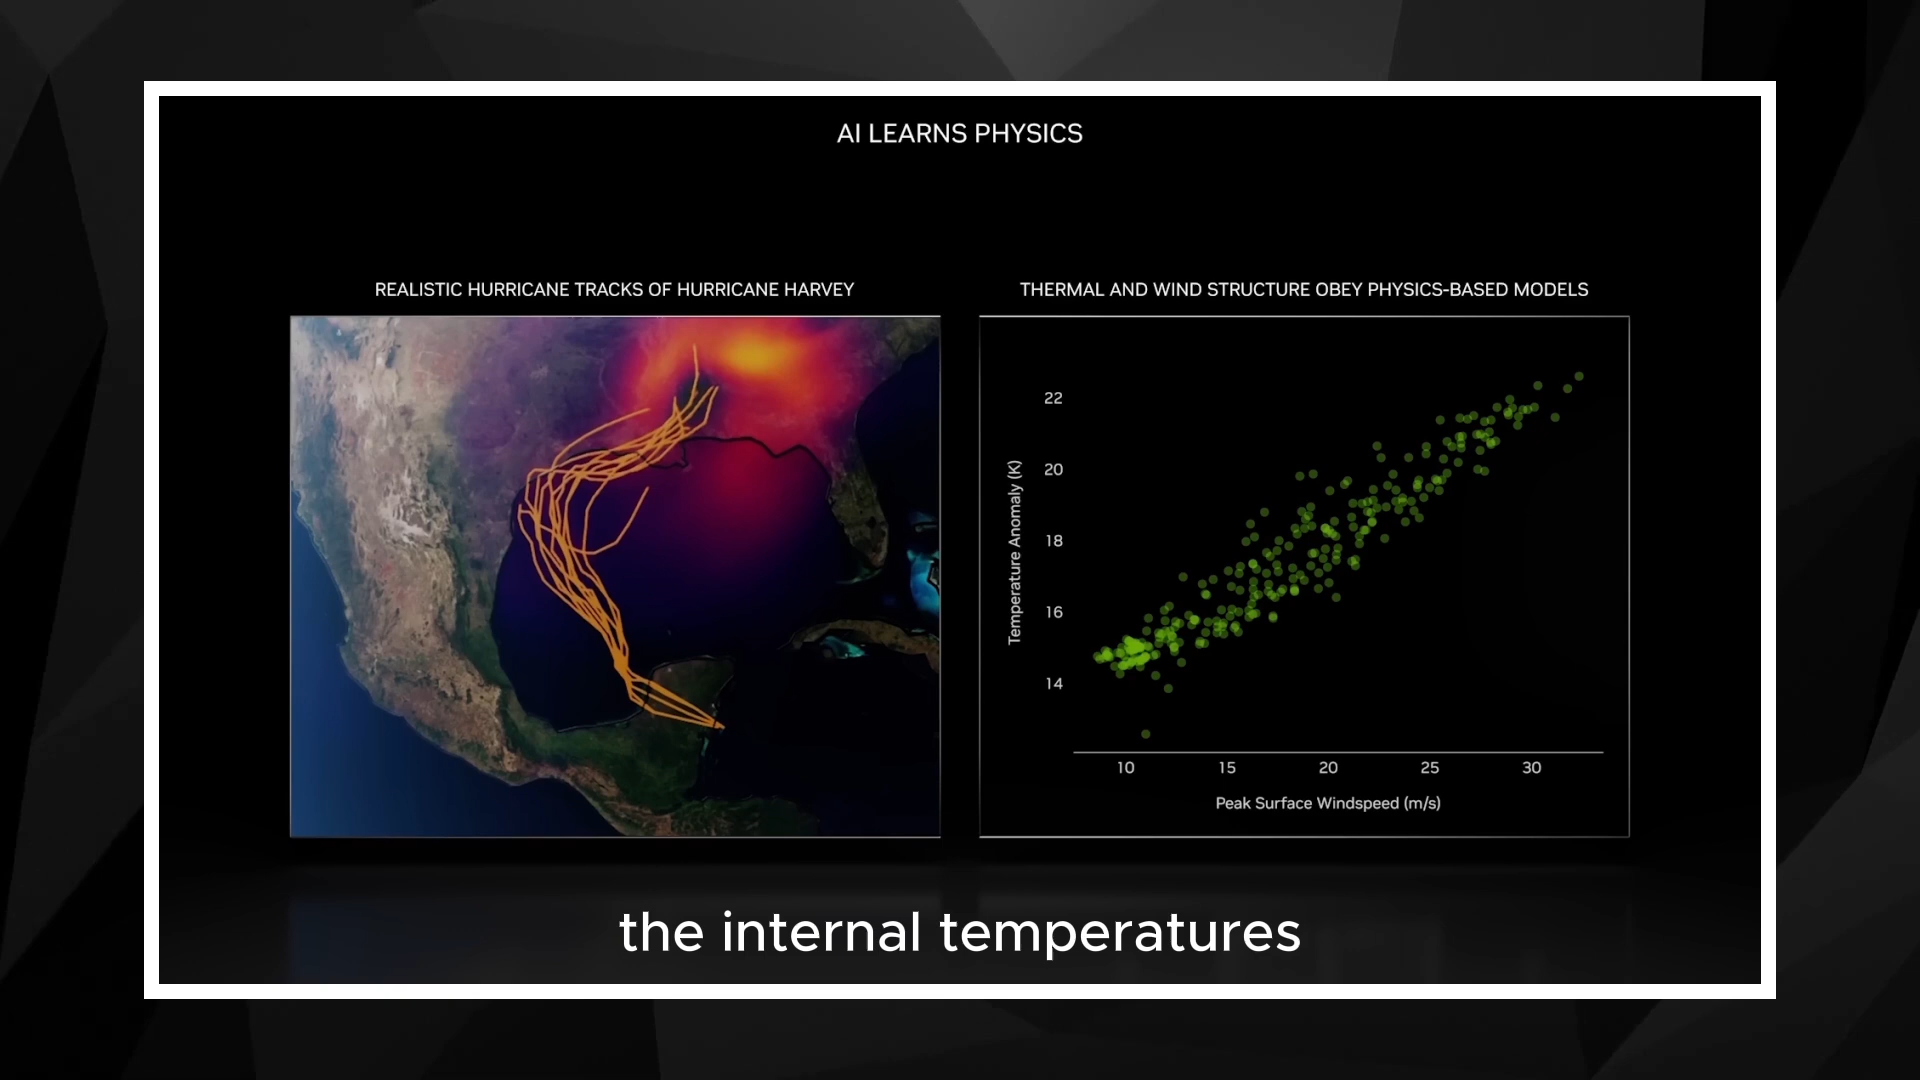 AI LEARNS PHYSICS
REALISTIC HURRICANE TRACKS OF HURRICANE HARVEY
THERMAL AND WIND STRUCTURE OBEY PHYSICS-BASED MODELS
Temperature Anomaly (K)
22
20
18
16
14
10 15 20 25 30
Peak Surface Windspeed (m/s)
the internal temperatures